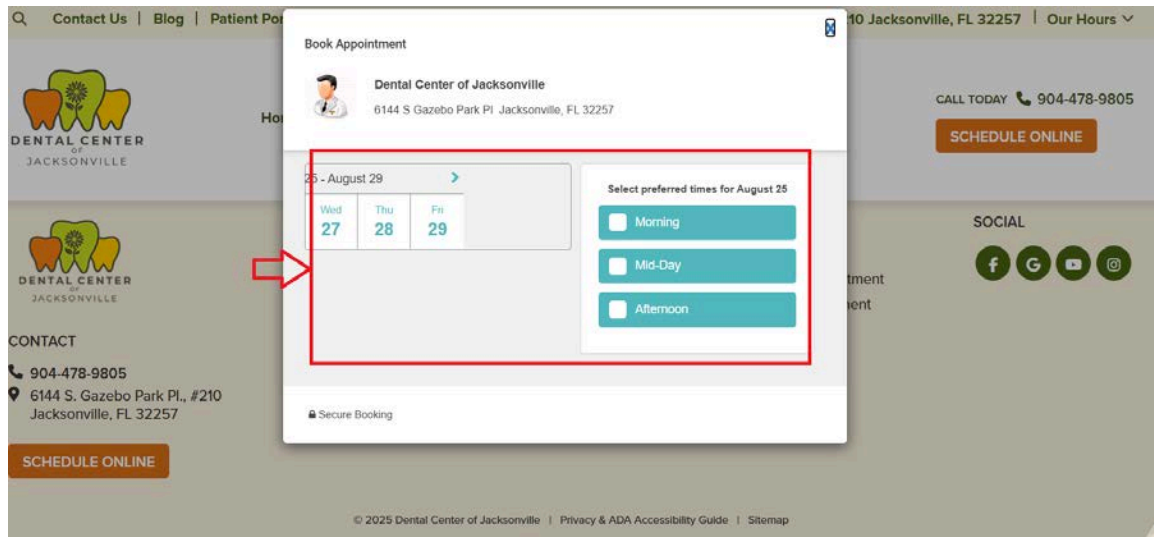 Contact Us | Blog | Patient Por
10 Jacksonville, FL 32257 | Our Hours
DENTAL CENTER
OF
JACKSONVILLE
Hor
CALL TODAY 904-478-9805
SCHEDULE ONLINE
Book Appointment
Dental Center of Jacksonville
6144 S Gazebo Park Pl Jacksonville, FL 32257
25 - August 29
Wed Thu Fri
27 28 29
Select preferred times for August 25
Morning
Mid-Day
Afternoon
Secure Booking
DENTAL CENTER
OF
JACKSONVILLE
CONTACT
904-478-9805
6144 S. Gazebo Park Pl., #210
Jacksonville, FL 32257
SCHEDULE ONLINE
tment
ent
SOCIAL
© 2025 Dental Center of Jacksonville | Privacy & ADA Accessibility Guide | Sitemap